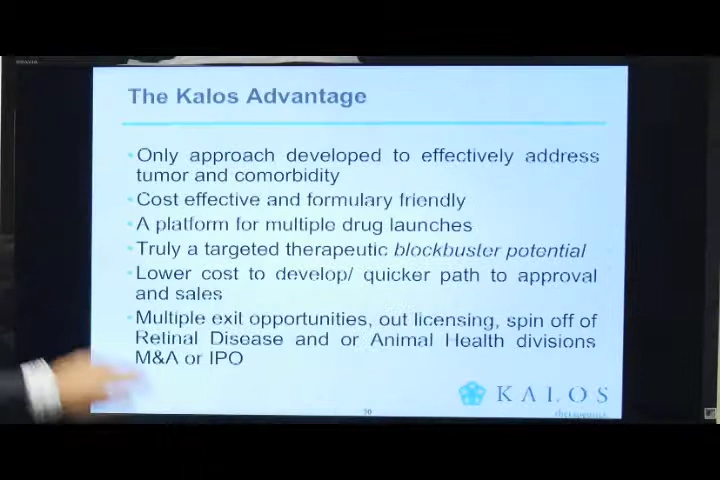 The Kalos Advantage
Only approach developed to effectively address
tumor and comorbidity
Cost effective and formulary friendly
A platform for multiple drug launches
Truly a targeted therapeutic blockbuster potential
Lower cost to develop/ quicker path to approval
and sales
Multiple exit opportunities, out licensing, spin off of
Retinal Disease and or Animal Health divisions
M&A or IPO
KALOS
therapeutics